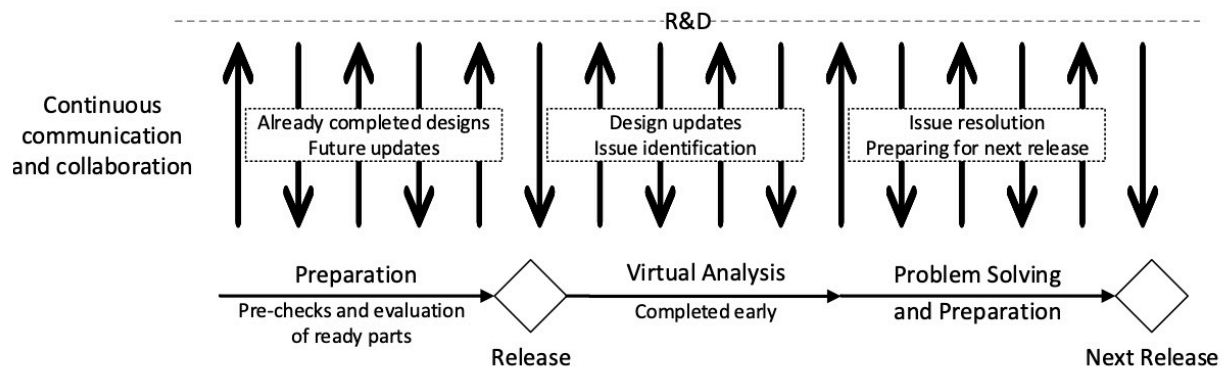 R&D
Continuous
communication
and collaboration
Already completed designs
Future updates
Design updates
Issue identification
Issue resolution
Preparing for next release
Preparation
Pre-checks and evaluation
of ready parts
Release
Virtual Analysis
Completed early
Problem Solving
and Preparation
Next Release